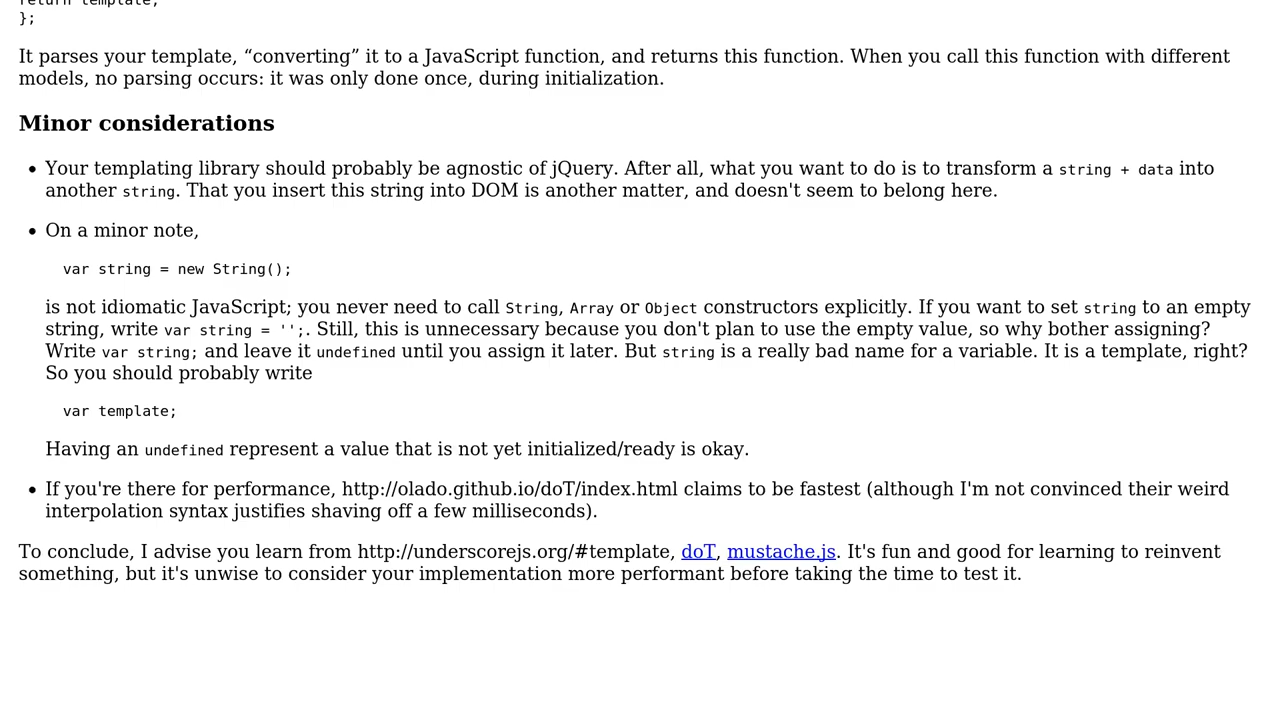 return template;
};
It parses your template, “converting” it to a JavaScript function, and returns this function. When you call this function with different
models, no parsing occurs: it was only done once, during initialization.
Minor considerations
• Your templating library should probably be agnostic of jQuery. After all, what you want to do is to transform a string + data into
another string. That you insert this string into DOM is another matter, and doesn't seem to belong here.
• On a minor note,
var string = new String();
is not idiomatic JavaScript; you never need to call String, Array or Object constructors explicitly. If you want to set string to an empty
string, write var string = '';. Still, this is unnecessary because you don't plan to use the empty value, so why bother assigning?
Write var string; and leave it undefined until you assign it later. But string is a really bad name for a variable. It is a template, right?
So you should probably write
var template;
Having an undefined represent a value that is not yet initialized/ready is okay.
• If you're there for performance, http://olado.github.io/doT/index.html claims to be fastest (although I'm not convinced their weird
interpolation syntax justifies shaving off a few milliseconds).
To conclude, I advise you learn from http://underscorejs.org/#template, doT, mustache.js. It's fun and good for learning to reinvent
something, but it's unwise to consider your implementation more performant before taking the time to test it.